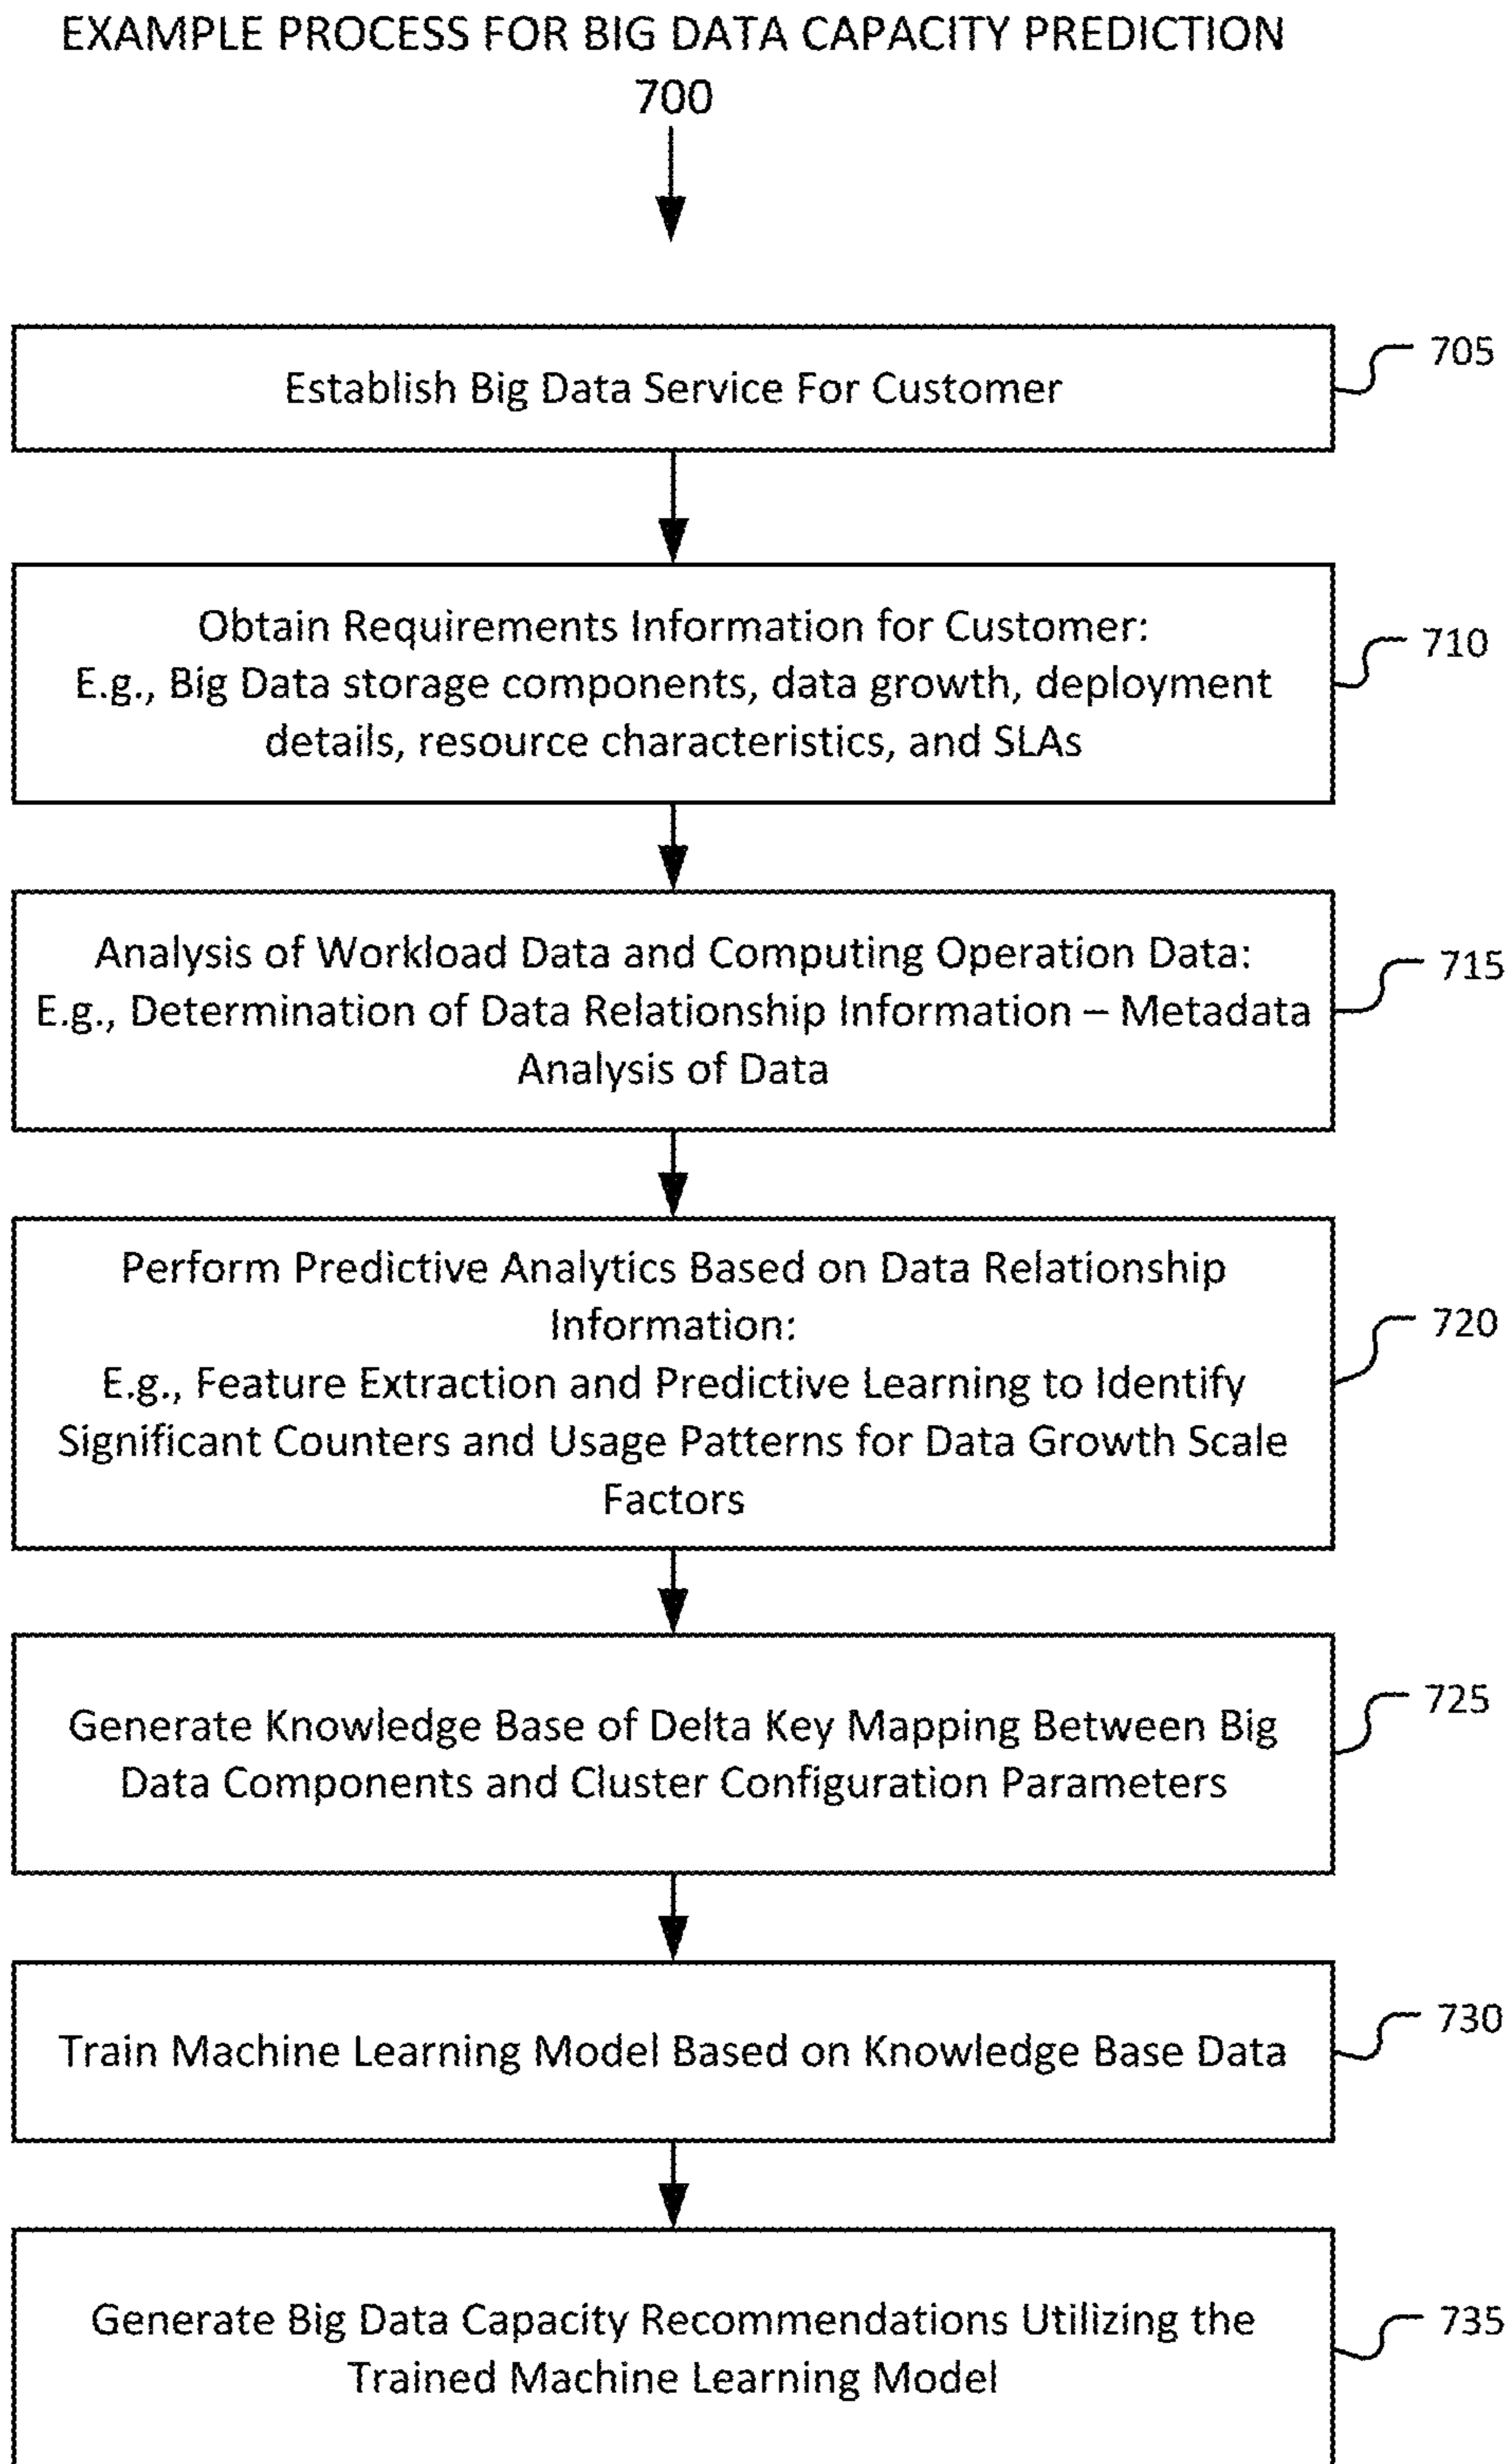 EXAMPLE PROCESS FOR BIG DATA CAPACITY PREDICTION
700
Establish Big Data Service For Customer
705
Obtain Requirements Information for Customer:
E.g., Big Data storage components, data growth, deployment
details, resource characteristics, and SLAs
710
Analysis of Workload Data and Computing Operation Data:
E.g., Determination of Data Relationship Information – Metadata
Analysis of Data
715
Perform Predictive Analytics Based on Data Relationship
Information:
E.g., Feature Extraction and Predictive Learning to Identify
Significant Counters and Usage Patterns for Data Growth Scale
Factors
720
Generate Knowledge Base of Delta Key Mapping Between Big
Data Components and Cluster Configuration Parameters
725
Train Machine Learning Model Based on Knowledge Base Data
730
Generate Big Data Capacity Recommendations Utilizing the
Trained Machine Learning Model
735